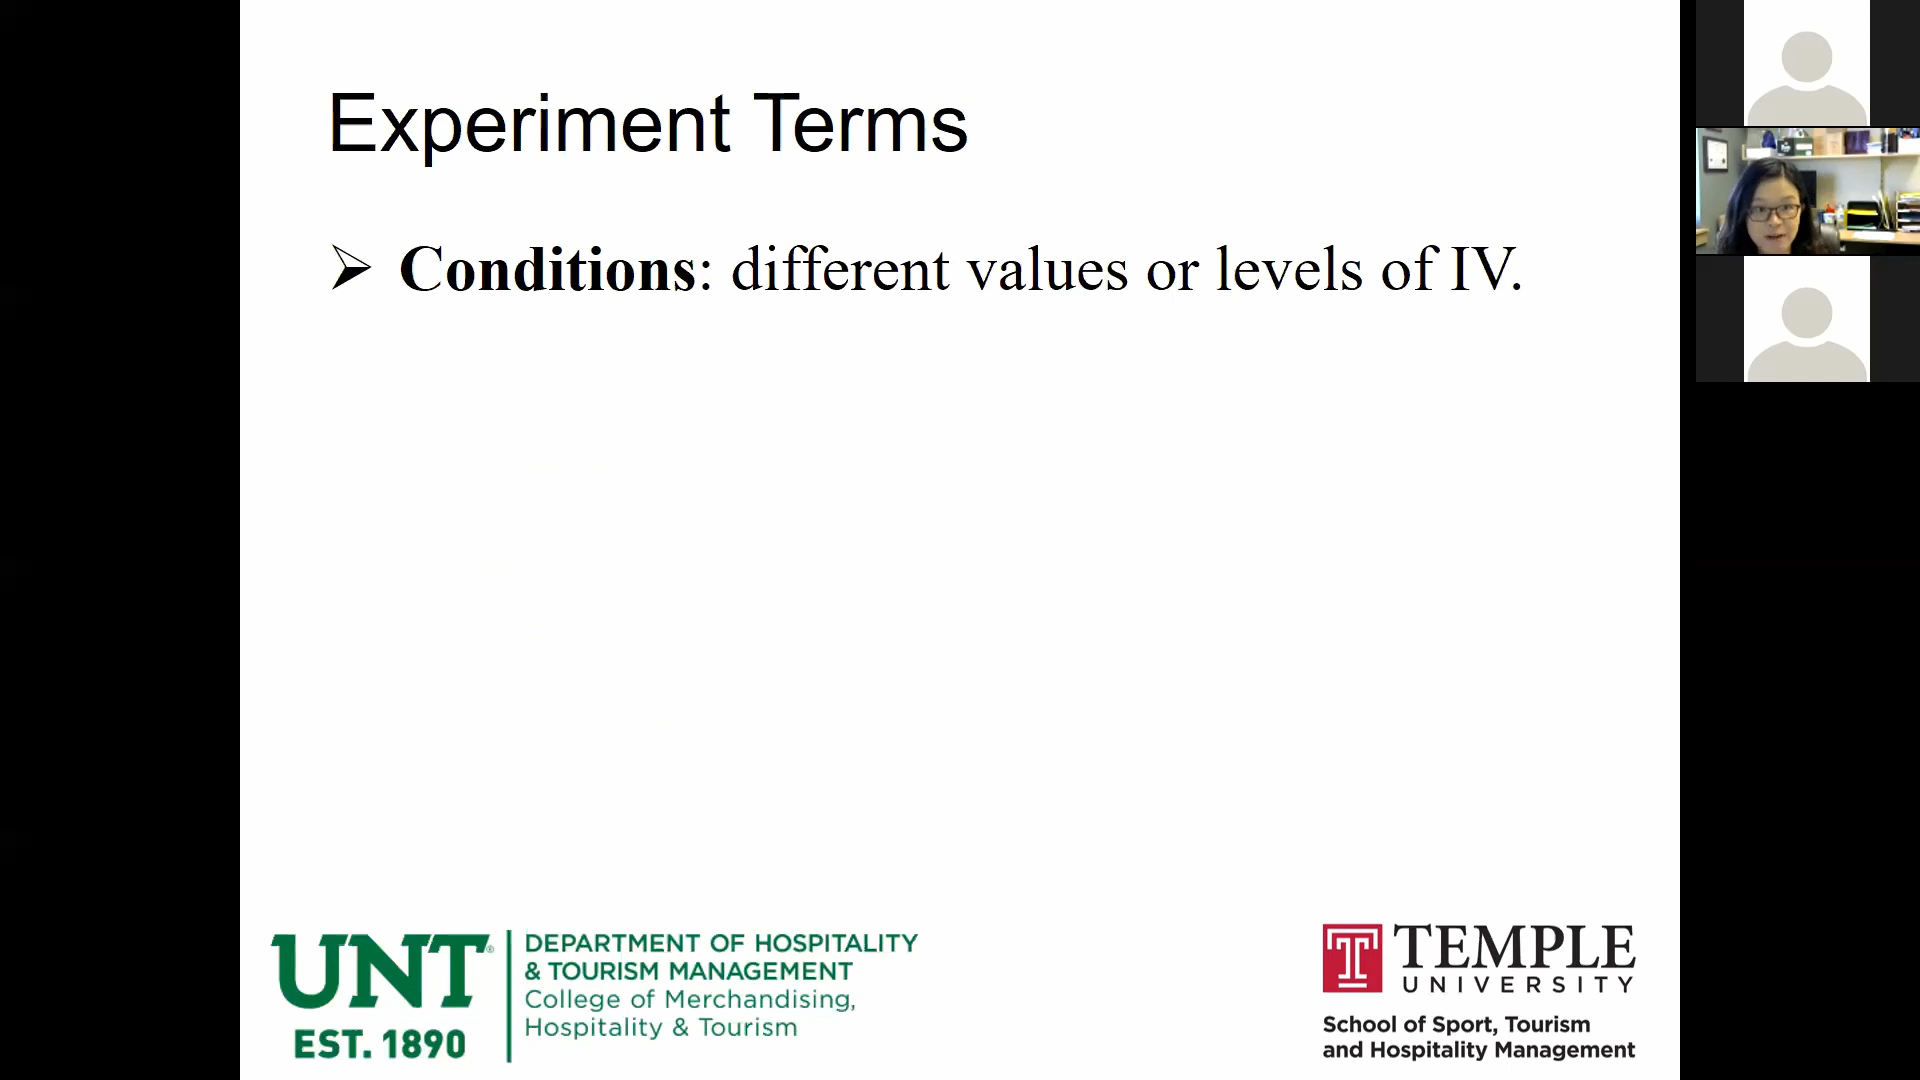 Experiment Terms
➢ Conditions: different values or levels of IV.
UNT®
EST. 1890
DEPARTMENT OF HOSPITALITY
& TOURISM MANAGEMENT
College of Merchandising,
Hospitality & Tourism
TEMPLE
UNIVERSITY
School of Sport, Tourism
and Hospitality Management